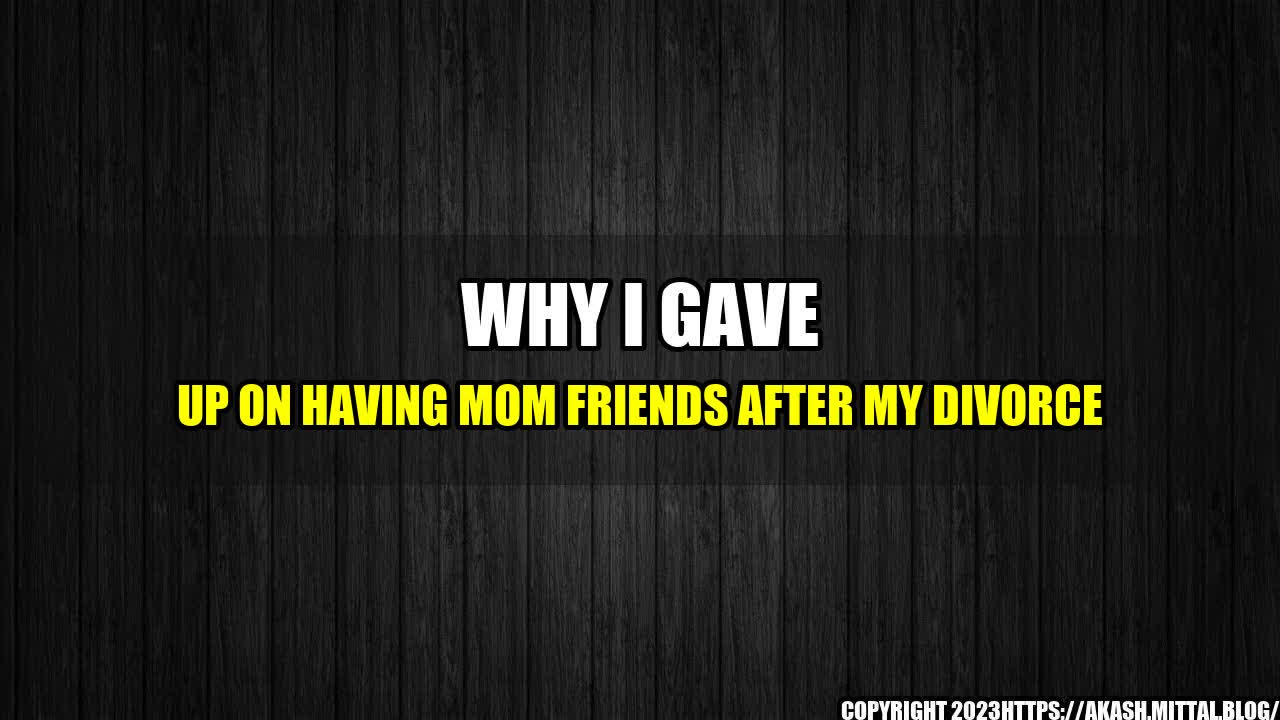 WHY I GAVE
UP ON HAVING MOM FRIENDS AFTER MY DIVORCE
COPYRIGHT 2023HTTPS://AKASH.MITTAL.BLOG/